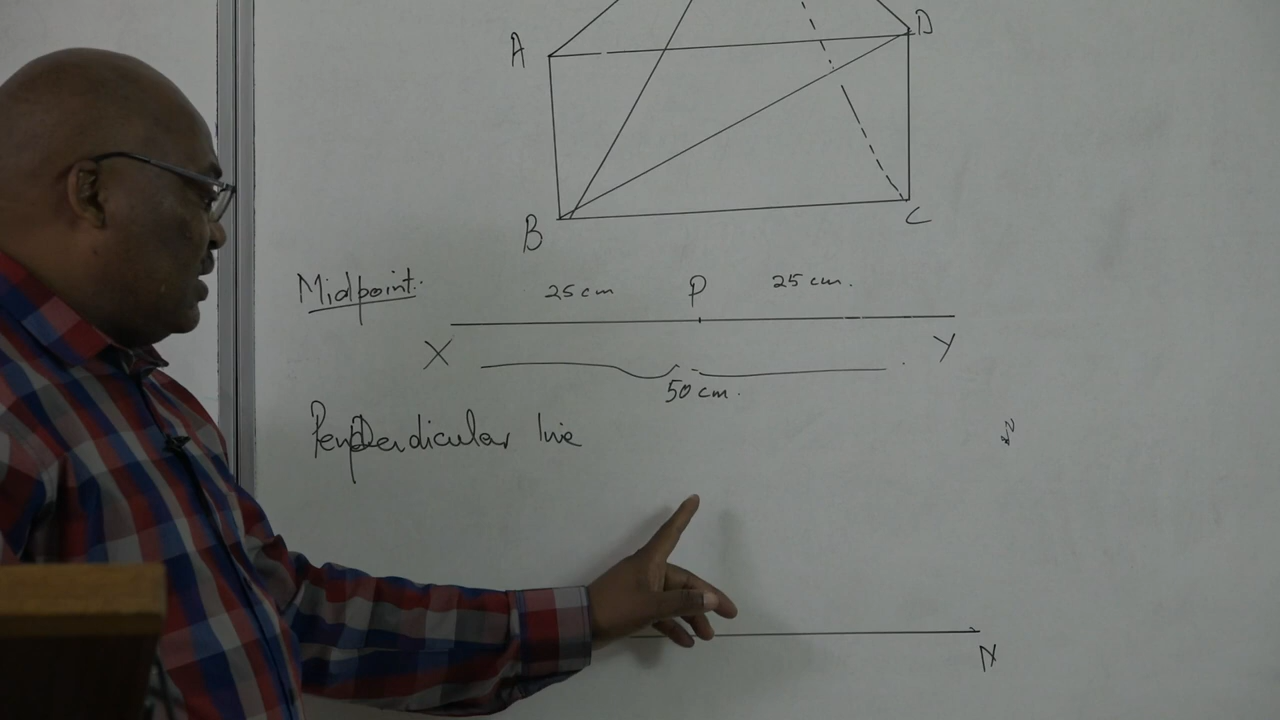 A
D
B
C
Midpoint:
25 cm P 25 cm.
X
Y
50 cm.
Perpendicular line
N